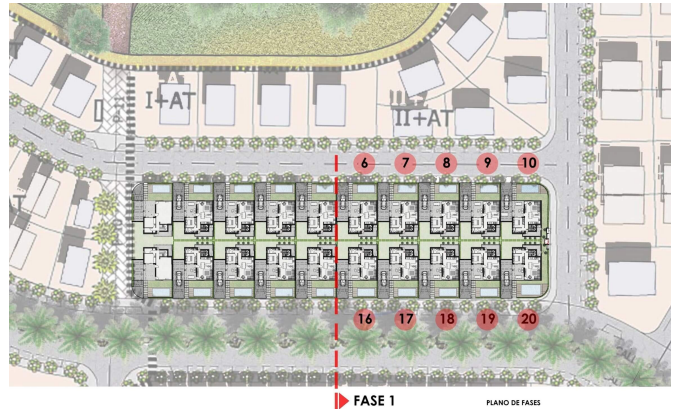 I+AT
II+AT
6 7 8 9 10
16 17 18 19 20
FASE 1
PLANO DE FASES